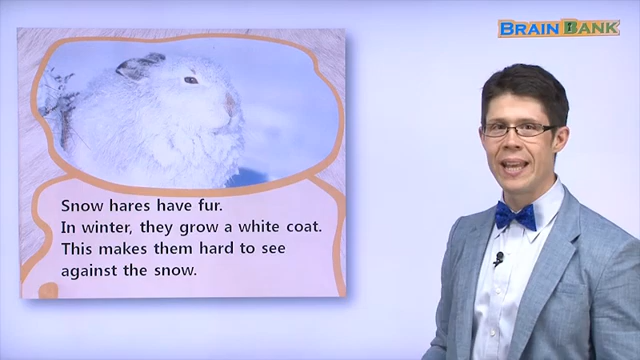 BRAIN BANK
Snow hares have fur.
In winter, they grow a white coat.
This makes them hard to see
against the snow.